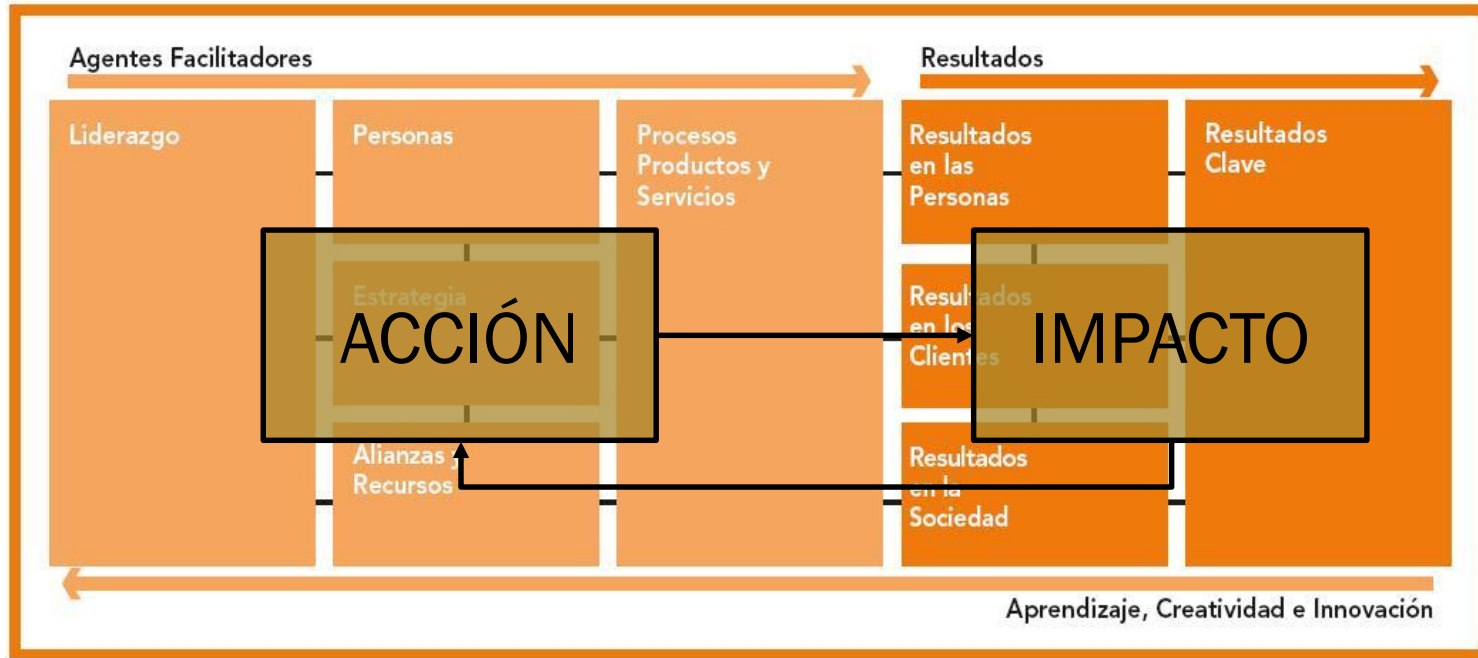 Agentes Facilitadores
Resultados
Liderazgo
Personas
Procesos
Productos y
Servicios
Resultados
en las
Personas
Resultados
Clave
Estrategia
ACCIÓN
Resultados
en los
Clientes
IMPACTO
Alianzas y
Recursos
Resultados
en la
Sociedad
Aprendizaje, Creatividad e Innovación